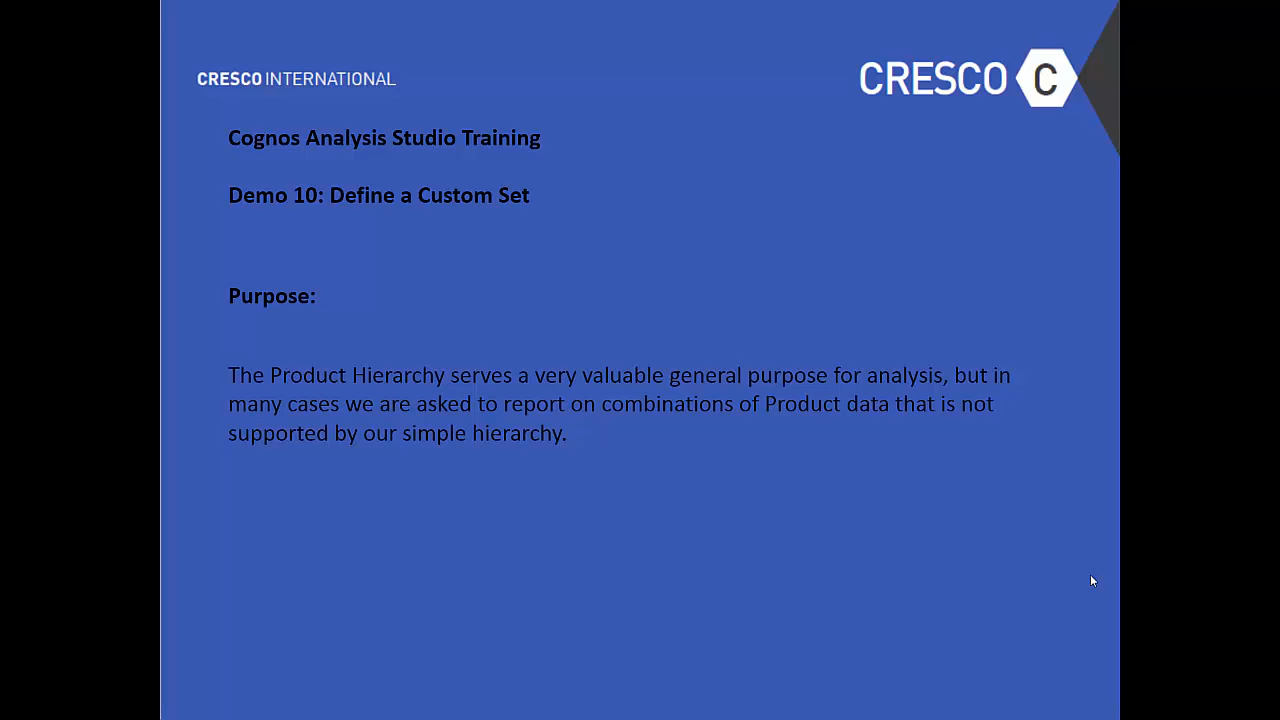 CRESCO INTERNATIONAL
CRESCO C
Cognos Analysis Studio Training
Demo 10: Define a Custom Set
Purpose:
The Product Hierarchy serves a very valuable general purpose for analysis, but in
many cases we are asked to report on combinations of Product data that is not
supported by our simple hierarchy.